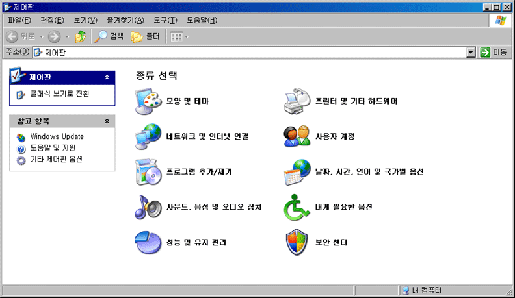 제어판
파일(F) 편집(E) 보기(V) 즐겨찾기(A) 도구(T) 도움말(H)
뒤로 검색 폴더
주소(D) 제어판 이동
제어판
클래식 보기로 전환
참고 항목
Windows Update
도움말 및 지원
기타 제어판 옵션
종류 선택
모양 및 테마
프린터 및 기타 하드웨어
네트워크 및 인터넷 연결
사용자 계정
프로그램 추가/제거
날짜, 시간, 언어 및 국가별 옵션
사운드, 음성 및 오디오 장치
내게 필요한 옵션
성능 및 유지 관리
보안 센터
내 컴퓨터